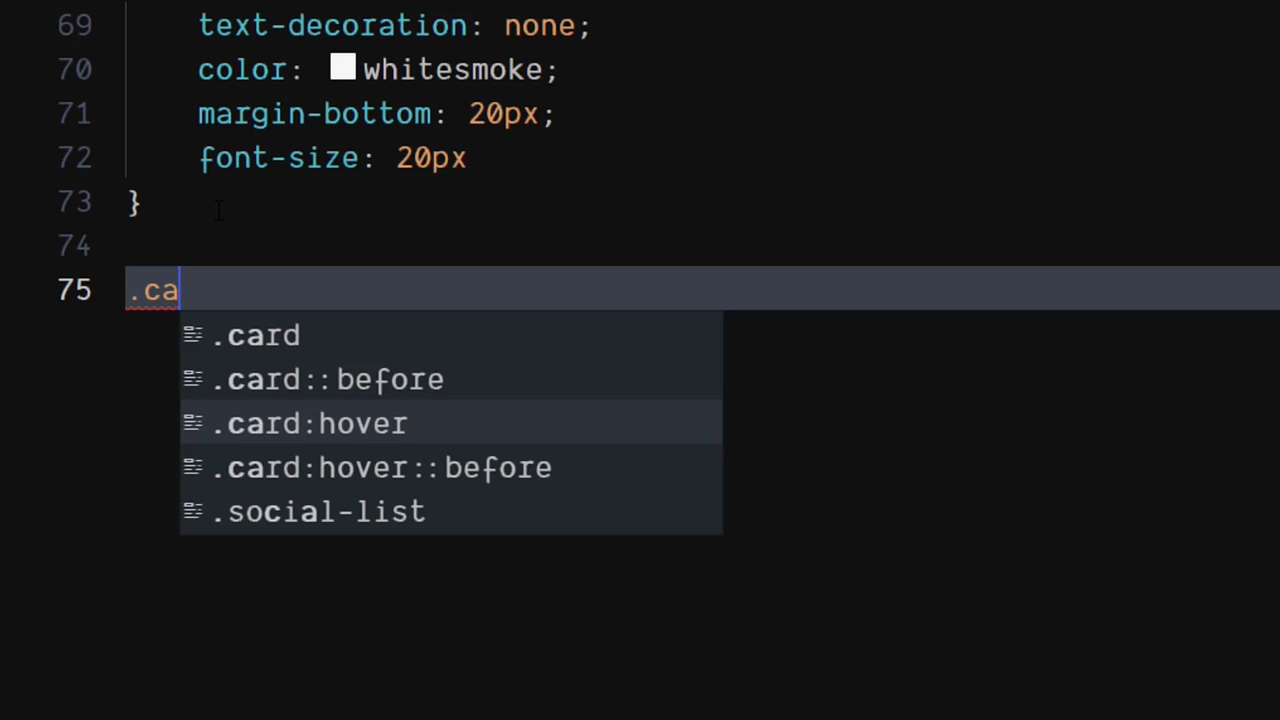 69 text-decoration: none;
70 color: whitesmoke;
71 margin-bottom: 20px;
72 font-size: 20px
73 }
74
75 .ca
.card
.card::before
.card:hover
.card:hover::before
.social-list